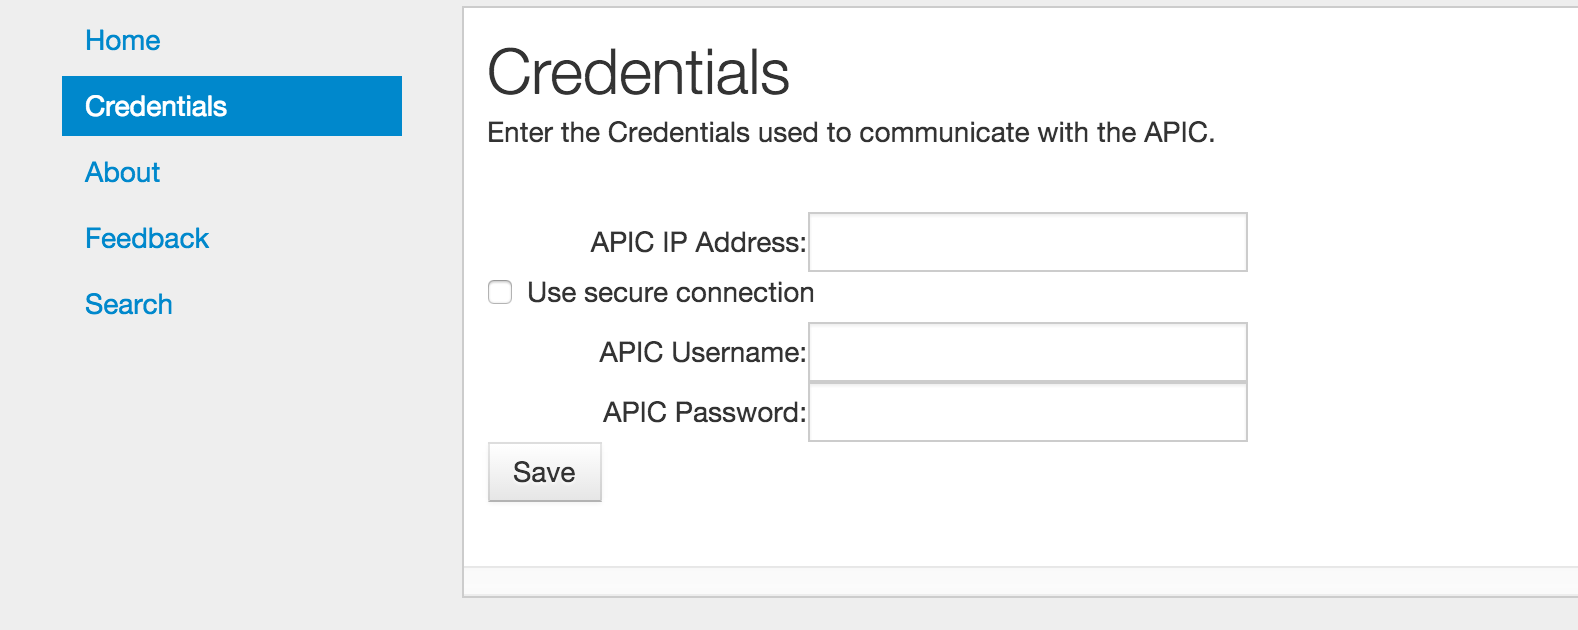 Home
Credentials
About
Feedback
Search
Credentials
Enter the Credentials used to communicate with the APIC.
APIC IP Address:
Use secure connection
APIC Username:
APIC Password:
Save